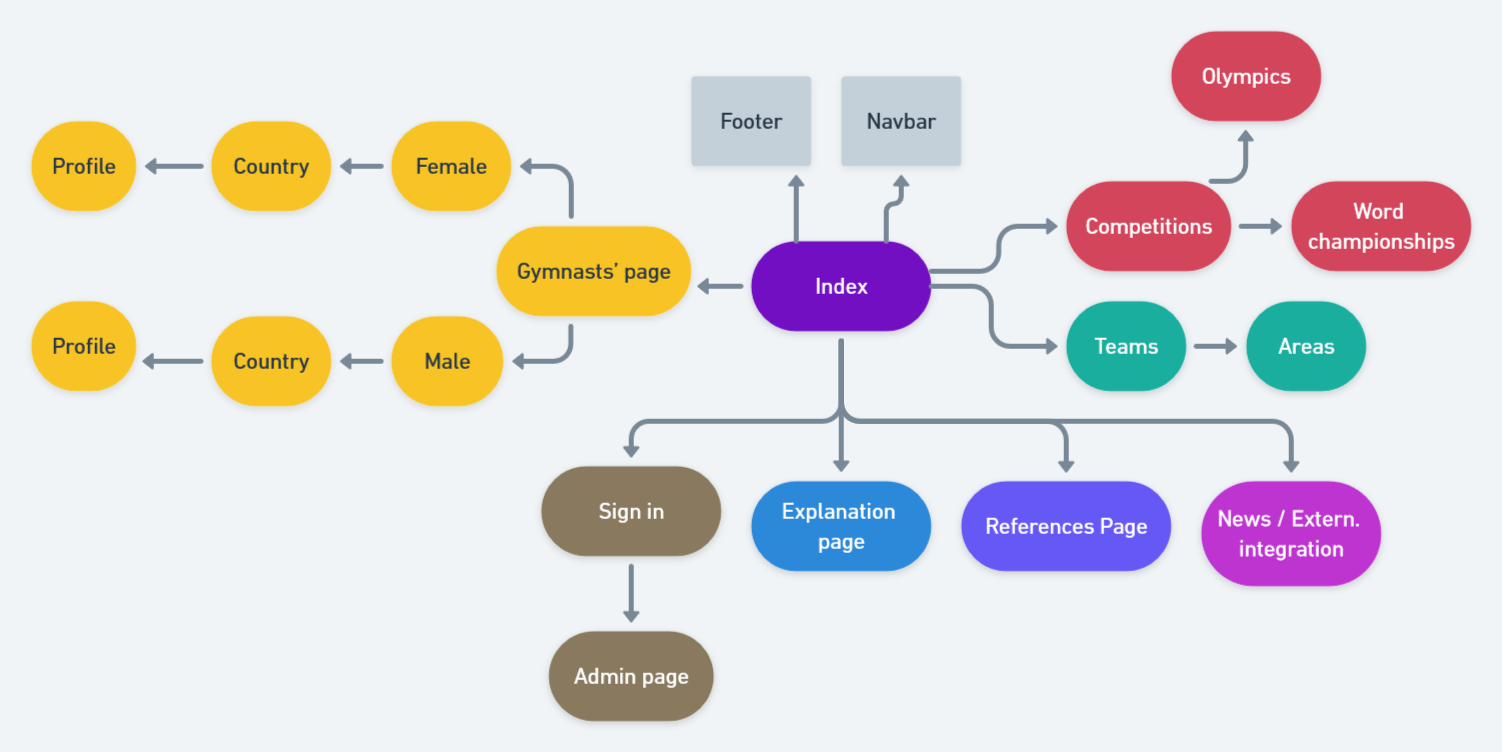 Olympics
Footer
Navbar
Profile
Country
Female
Competitions
Word
championships
Gymnasts’ page
Index
Profile
Country
Male
Teams
Areas
Sign in
Explanation
page
References Page
News / Extern.
integration
Admin page